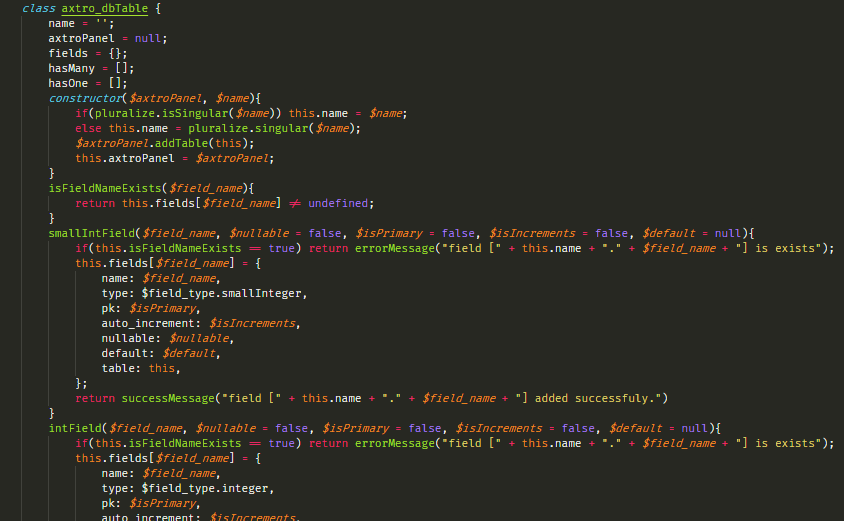 class axtro_dbTable {
name = '';
axtroPanel = null;
fields = {};
hasMany = [];
hasOne = [];
constructor($axtroPanel, $name){
if(pluralize.isSingular($name)) this.name = $name;
else this.name = pluralize.singular($name);
$axtroPanel.addTable(this);
this.axtroPanel = $axtroPanel;
}
isFieldNameExists($field_name){
return this.fields[$field_name] != undefined;
}
smallIntField($field_name, $nullable = false, $isPrimary = false, $isIncrements = false, $default = null){
if(this.isFieldNameExists == true) return errorMessage("field [" + this.name + "." + $field_name + "] is exists");
this.fields[$field_name] = {
name: $field_name,
type: $field_type.smallInteger,
pk: $isPrimary,
auto_increment: $isIncrements,
nullable: $nullable,
default: $default,
table: this,
};
return successMessage("field [" + this.name + "." + $field_name + "] added successfuly.")
}
intField($field_name, $nullable = false, $isPrimary = false, $isIncrements = false, $default = null){
if(this.isFieldNameExists == true) return errorMessage("field [" + this.name + "." + $field_name + "] is exists");
this.fields[$field_name] = {
name: $field_name,
type: $field_type.integer,
pk: $isPrimary,
auto_increment: $isIncrements,